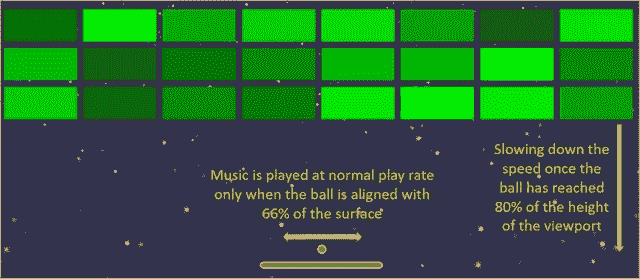 Music is played at normal play rate
only when the ball is aligned with
66% of the surface
Slowing down the
speed once the
ball has reached
80% of the height
of the viewport